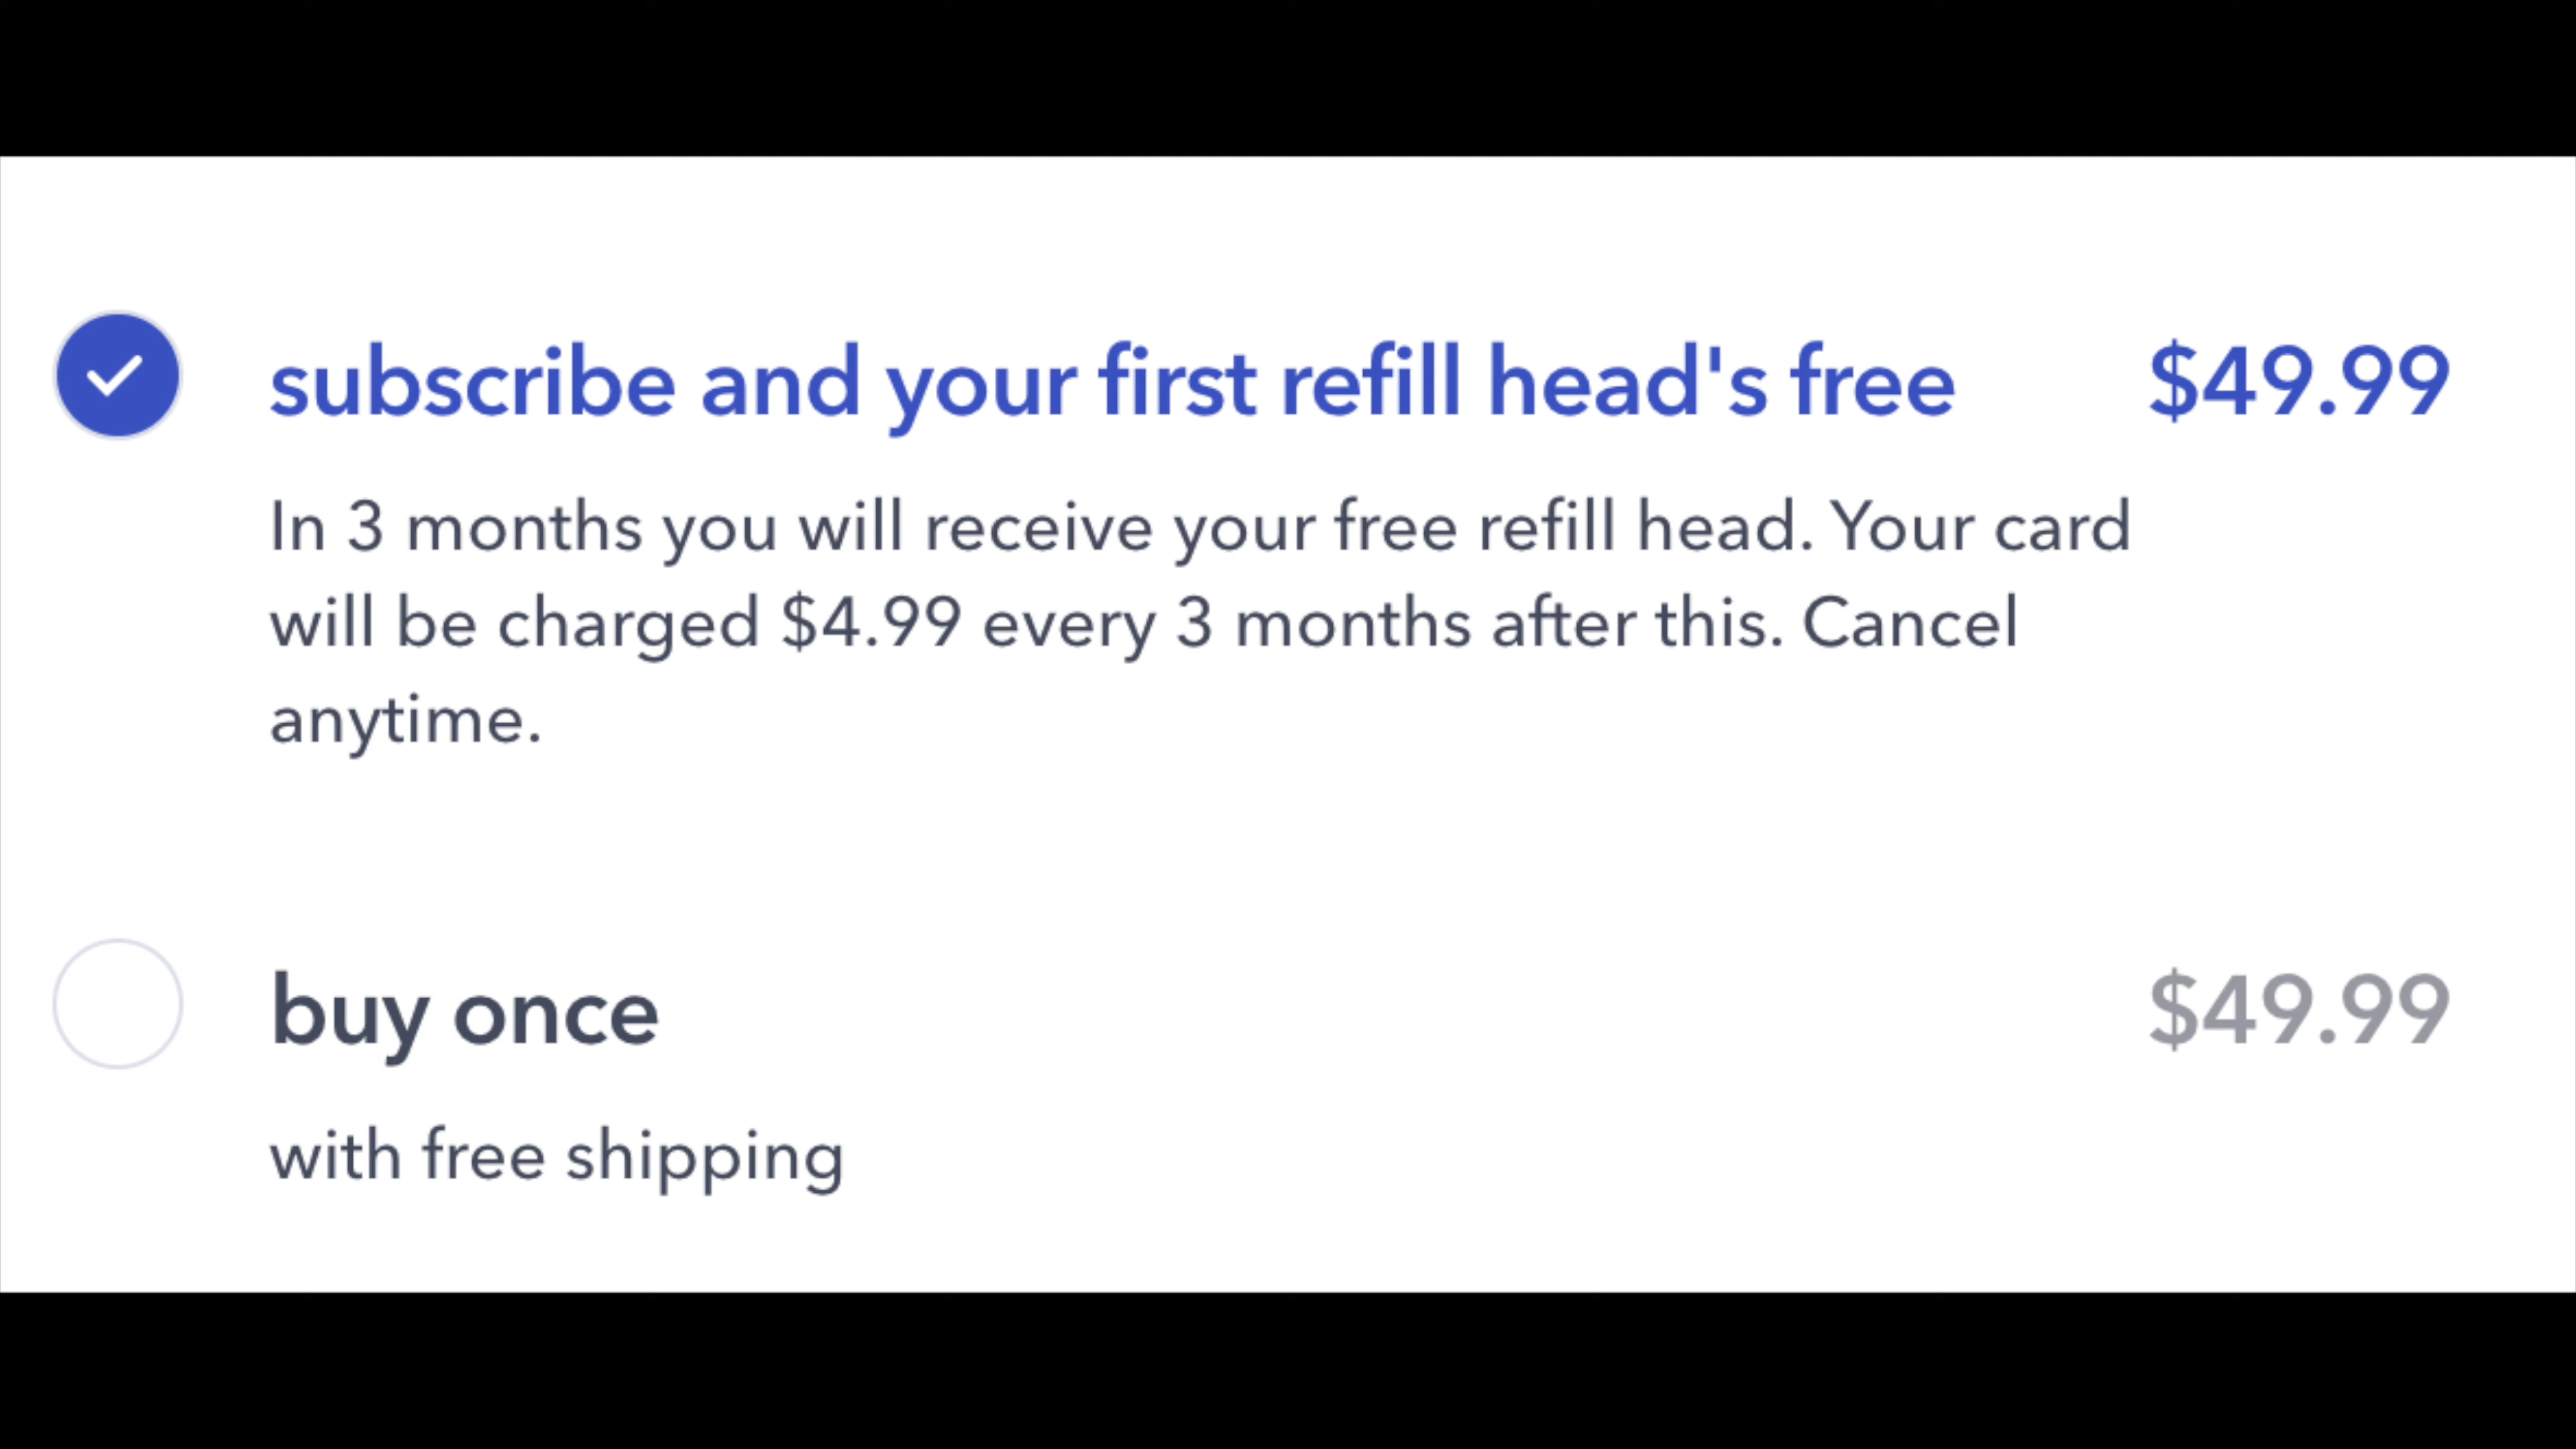 subscribe and your first refill head's free $49.99
In 3 months you will receive your free refill head. Your card
will be charged $4.99 every 3 months after this. Cancel
anytime.
buy once $49.99
with free shipping